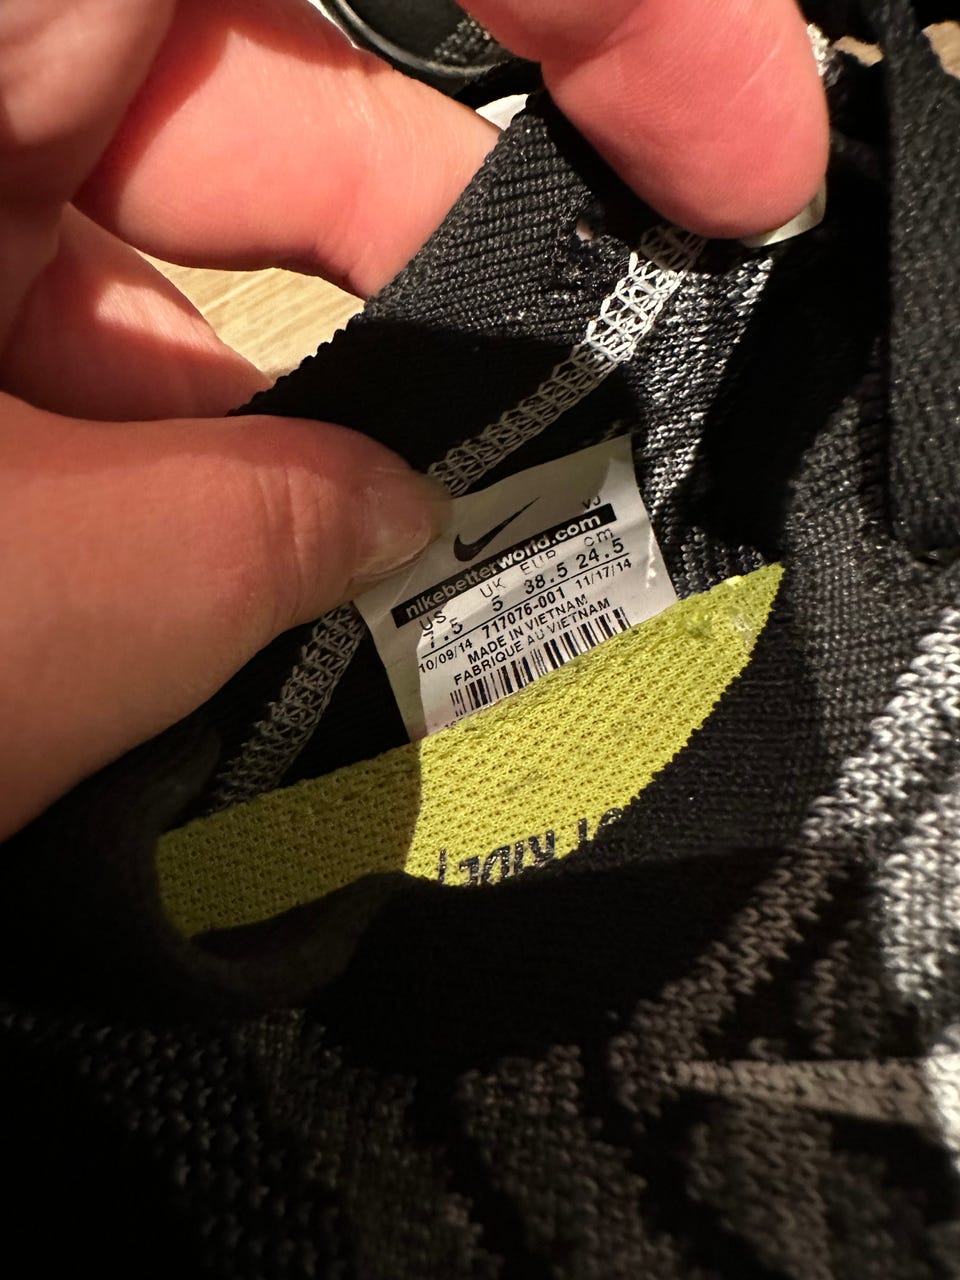 VJ
nikebetterworld.com
US UK EUR cm
7.5 5 38.5 24.5
10/09/14 717076-001 11/17/14
MADE IN VIETNAM
FABRIQUE AU VIETNAM
RIDE